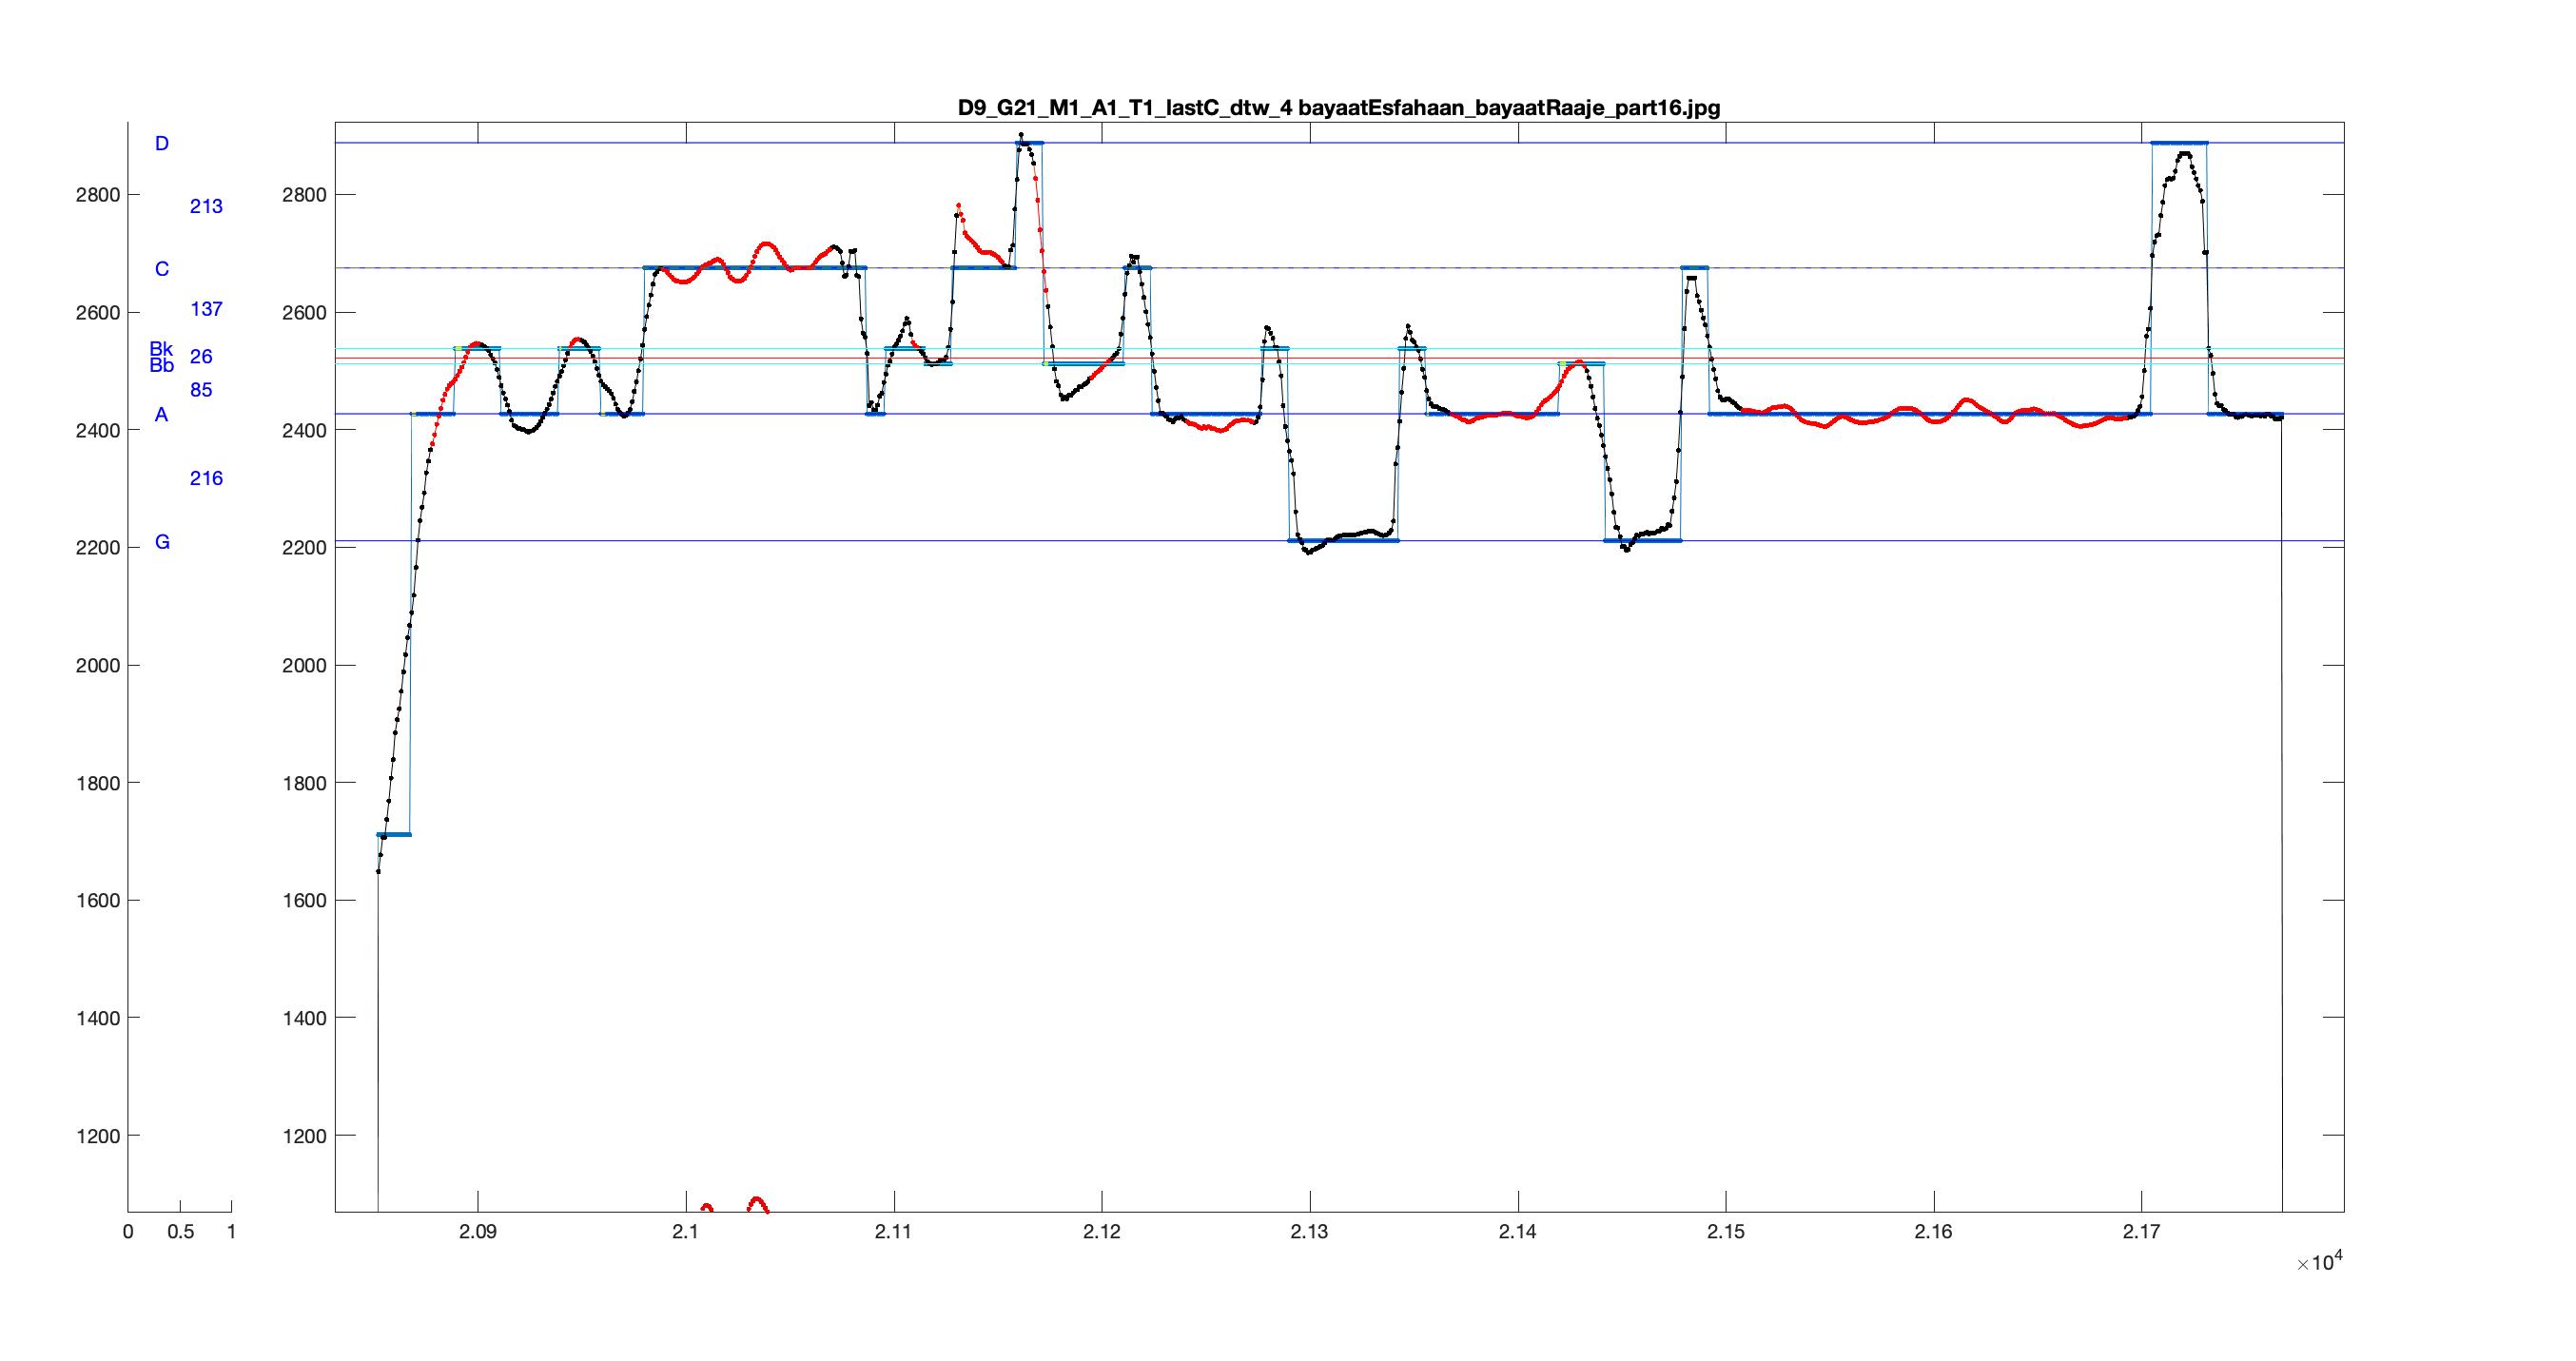 D9_G21_M1_A1_T1_lastC_dtw_4 bayaatEsfahaan_bayaatRaaje_part16.jpg
D
2800 2800
213
C
137
2600 2600
Bk
26
Bb
85
A
2400 2400
216
G
2200 2200
2000 2000
1800 1800
1600 1600
1400 1400
1200 1200
0 0.5 1 2.09 2.1 2.11 2.12 2.13 2.14 2.15 2.16 2.17
×10⁴